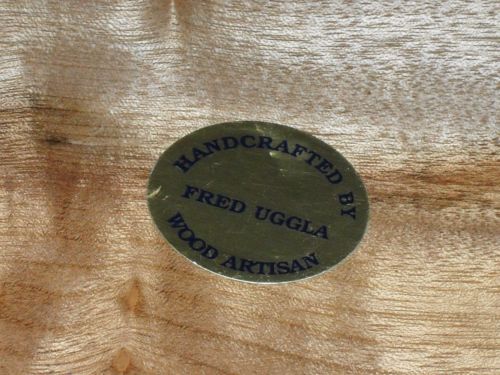 HANDCRAFTED BY
FRED UGGLA
WOOD ARTISAN